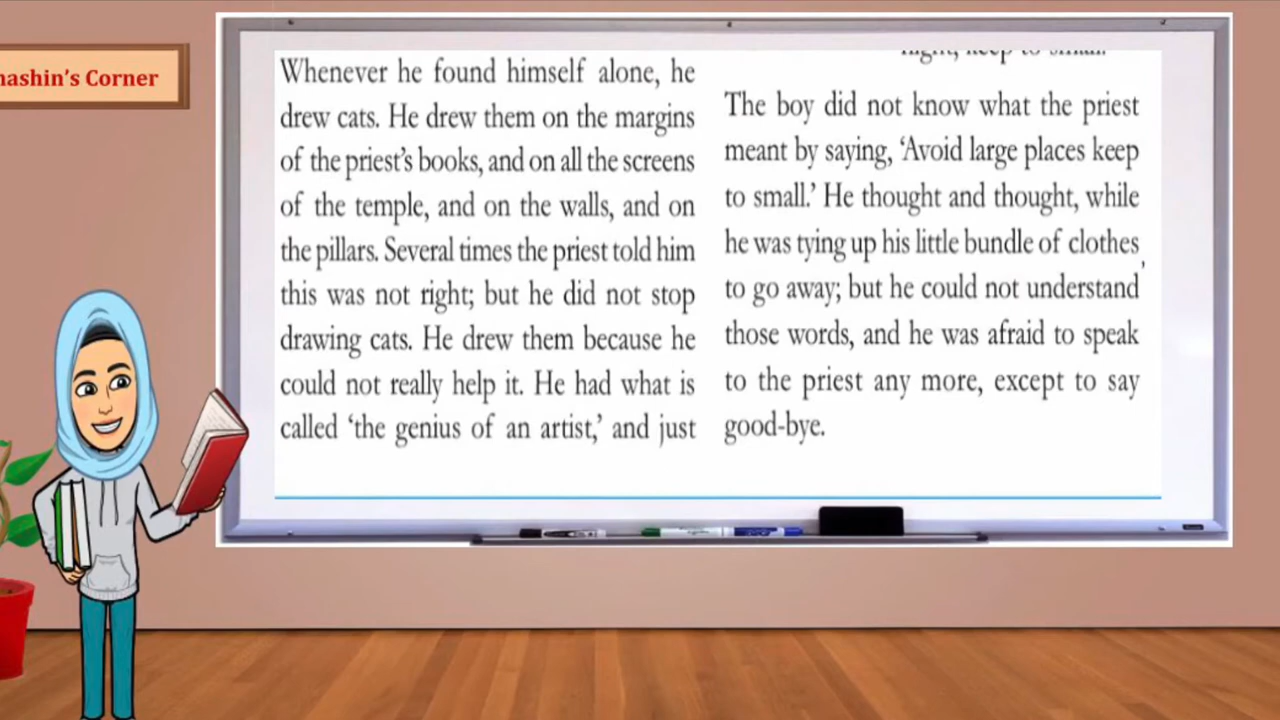 Corner
Whenever he found himself alone, he
drew cats. He drew them on the margins
of the priest’s books, and on all the screens
of the temple, and on the walls, and on
the pillars. Several times the priest told him
this was not right; but he did not stop
drawing cats. He drew them because he
could not really help it. He had what is
called ‘the genius of an artist,’ and just
The boy did not know what the priest
meant by saying, ‘Avoid large places keep
to small.’ He thought and thought, while
he was tying up his little bundle of clothes
to go away; but he could not understand
those words, and he was afraid to speak
to the priest any more, except to say
good-bye.